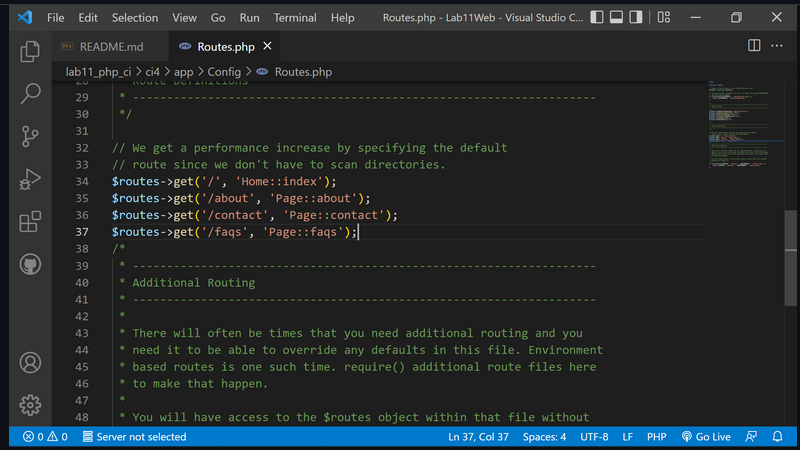 File Edit Selection View Go Run Terminal Help Routes.php - Lab11Web - Visual Studio C...
README.md Routes.php
lab11_php_ci > ci4 > app > Config > Routes.php
28 * Route Definitions
29 * --------------------------------------------------------------------
30 */
31
32 // We get a performance increase by specifying the default
33 // route since we don't have to scan directories.
34 $routes->get('/', 'Home::index');
35 $routes->get('/about', 'Page::about');
36 $routes->get('/contact', 'Page::contact');
37 $routes->get('/faqs', 'Page::faqs');
38 /*
39 * --------------------------------------------------------------------
40 * Additional Routing
41 * --------------------------------------------------------------------
42 *
43 * There will often be times that you need additional routing and you
44 * need it to be able to override any defaults in this file. Environment
45 * based routes is one such time. require() additional route files here
46 * to make that happen.
47 *
48 * You will have access to the $routes object within that file without
0 0 Server not selected Ln 37, Col 37 Spaces: 4 UTF-8 LF PHP Go Live